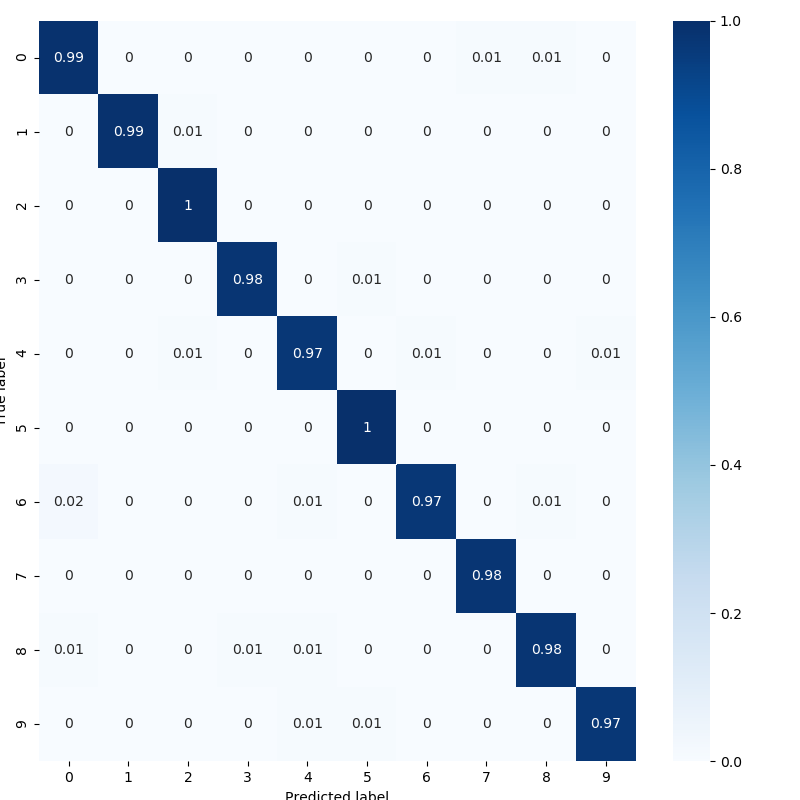 0 0.99 0 0 0 0 0 0 0.01 0.01 0 1.0
1 0 0.99 0.01 0 0 0 0 0 0 0
2 0 0 1 0 0 0 0 0 0 0 0.8
3 0 0 0 0.98 0 0.01 0 0 0 0
4 0 0 0.01 0 0.97 0 0.01 0 0 0.01 0.6
5 0 0 0 0 0 1 0 0 0 0 0.4
6 0.02 0 0 0 0.01 0 0.97 0 0.01 0
7 0 0 0 0 0 0 0 0.98 0 0 0.2
8 0.01 0 0 0.01 0.01 0 0 0 0.98 0
9 0 0 0 0 0.01 0.01 0 0 0 0.97 0.0
0 1 2 3 4 5 6 7 8 9
Predicted label
True label